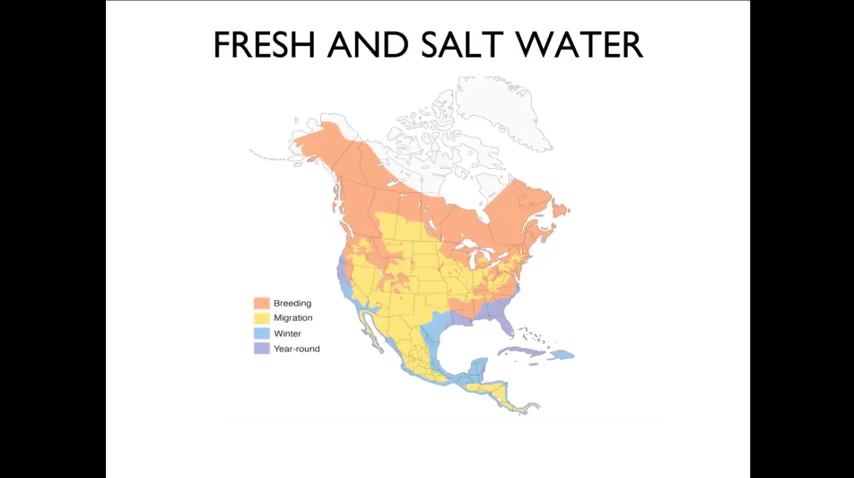 FRESH AND SALT WATER
Breeding
Migration
Winter
Year-round